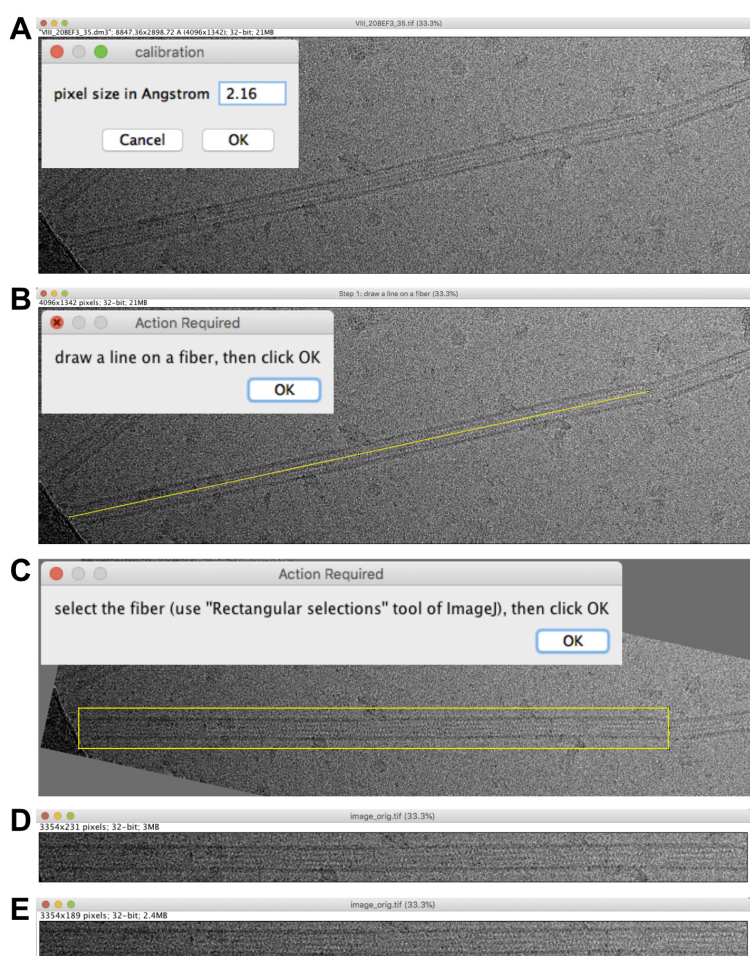 A
VIII_20BEF3_35.tif (33.3%)
"VIII_20BEF3_35.dm3"; 8847.36x2898.72 A (4096x1342); 32-bit; 21MB
calibration
pixel size in Angstrom 2.16
Cancel OK
B
Step 1: draw a line on a fiber (33.3%)
4096x1342 pixels; 32-bit; 21MB
Action Required
draw a line on a fiber, then click OK
OK
C
Action Required
select the fiber (use "Rectangular selections" tool of ImageJ), then click OK
OK
D
image_orig.tif (33.3%)
3354x231 pixels; 32-bit; 3MB
E
image_orig.tif (33.3%)
3354x189 pixels; 32-bit; 2.4MB